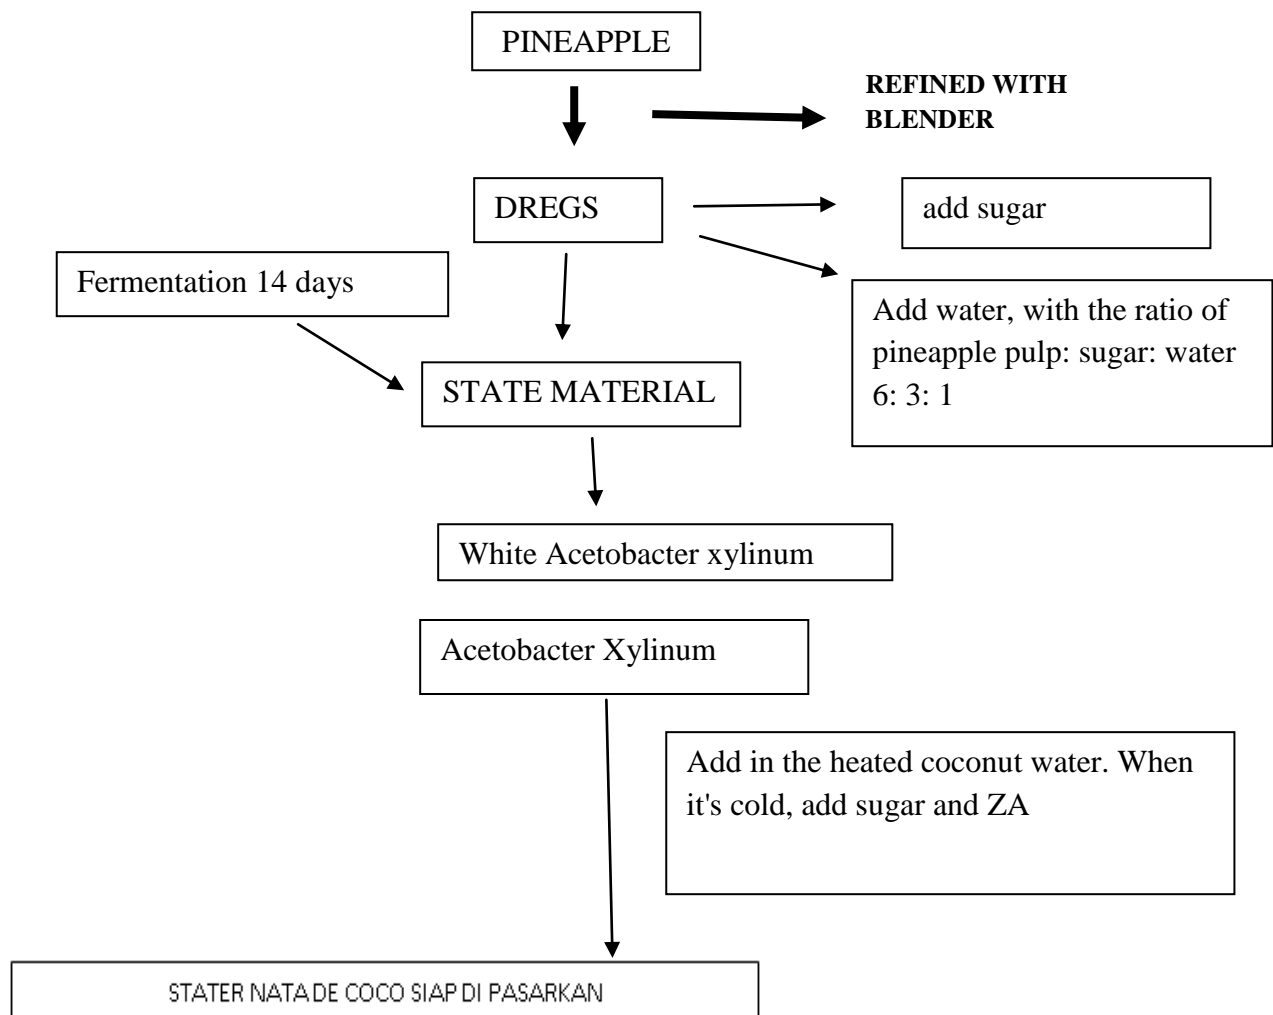 PINEAPPLE
REFINED WITH
BLENDER
DREGS
add sugar
Fermentation 14 days
Add water, with the ratio of
pineapple pulp: sugar: water
6: 3: 1
STATE MATERIAL
White Acetobacter xylinum
Acetobacter Xylinum
Add in the heated coconut water. When
it's cold, add sugar and ZA
STATER NATA DE COCO SIAP DI PASARKAN